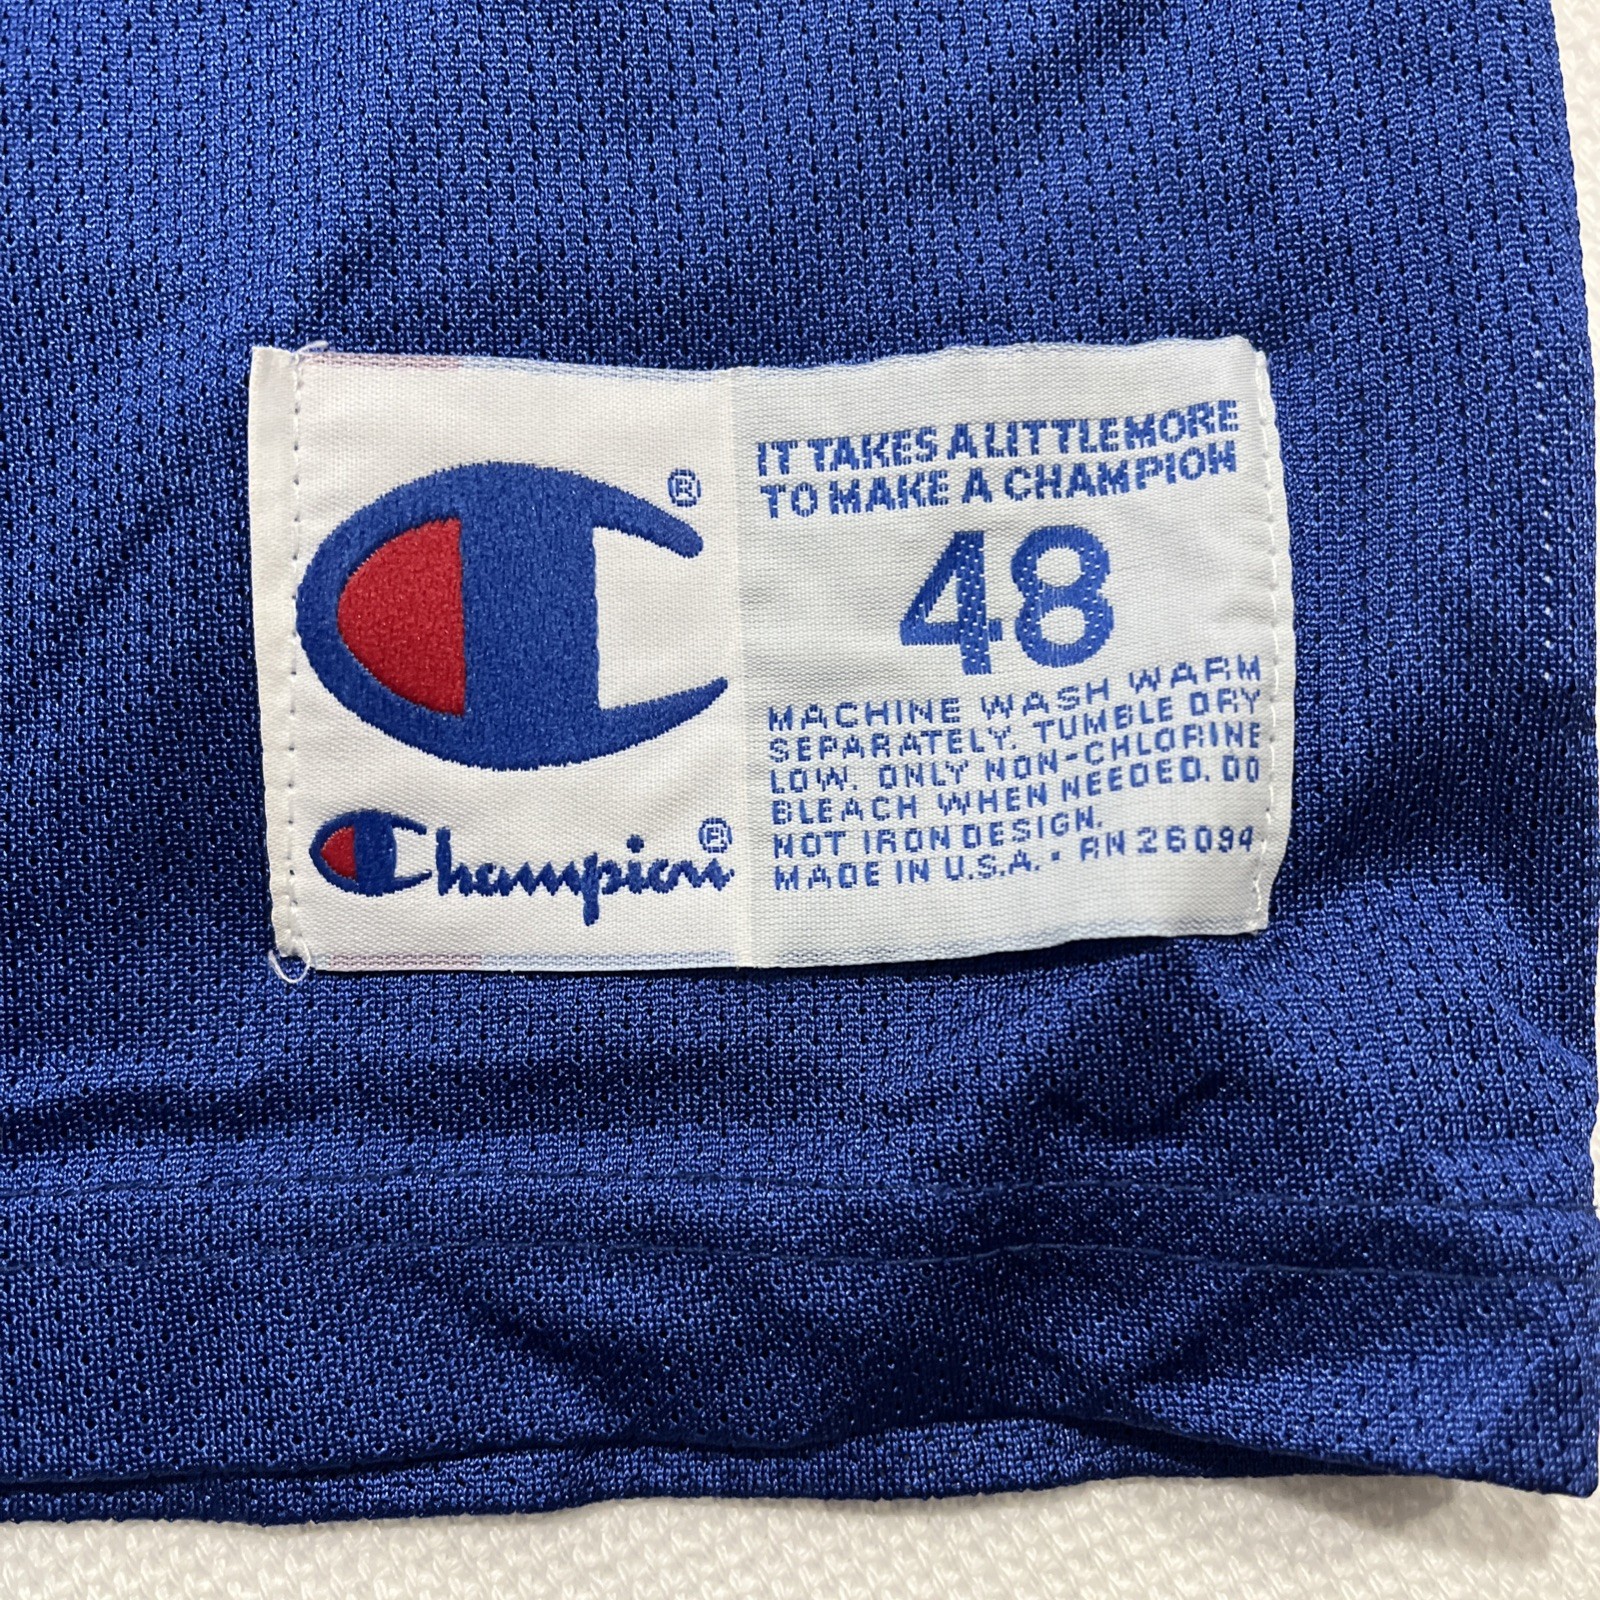 ®
Champion®
IT TAKES A LITTLE MORE
TO MAKE A CHAMPION
48
MACHINE WASH WARM
SEPARATELY. TUMBLE DRY
LOW. ONLY NON-CHLORINE
BLEACH WHEN NEEDED. DO
NOT IRON DESIGN.
MADE IN U.S.A. • RN 26094